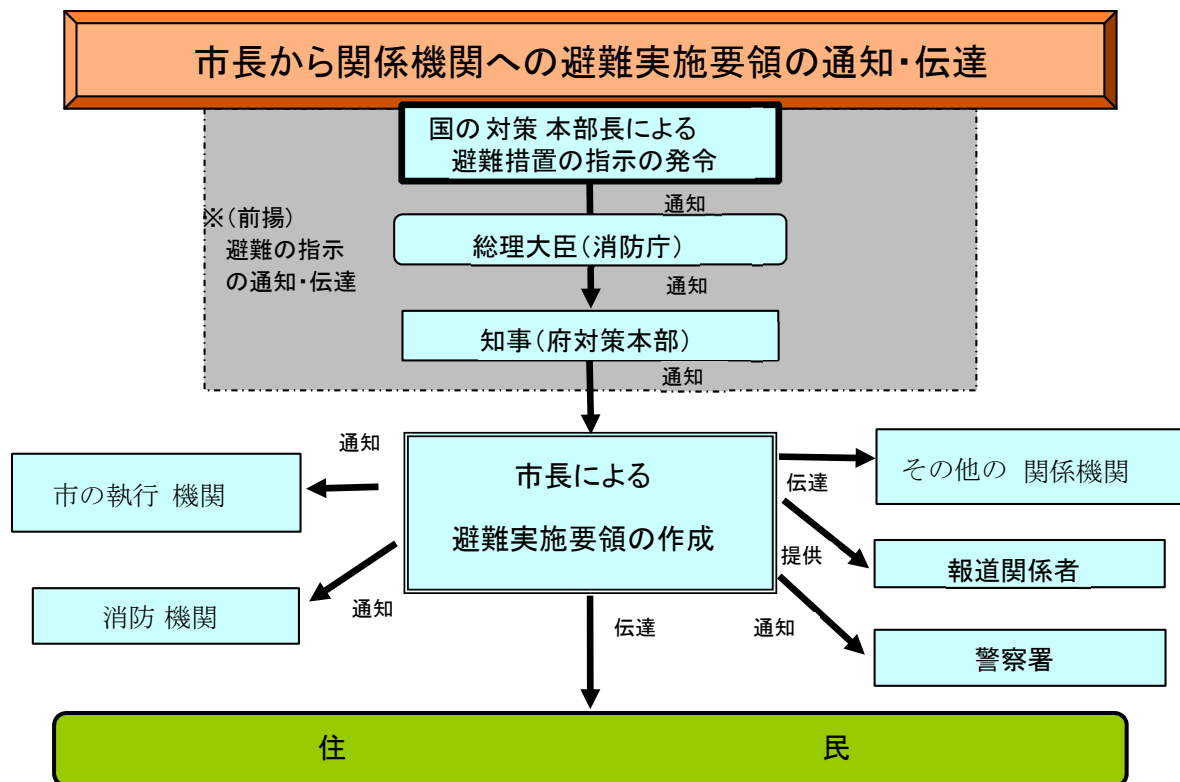 市長から関係機関への避難実施要領の通知・伝達
国の 対策 本部長による
避難措置の指示の発令
通知
※(前揚)
避難の指示
の通知・伝達
総理大臣(消防庁)
通知
知事(府対策本部)
通知
通知
市の執行 機関
市長による
避難実施要領の作成
その他の 関係機関
伝達
報道関係者
提供
消防 機関
通知
伝達
通知
警察署
住 民